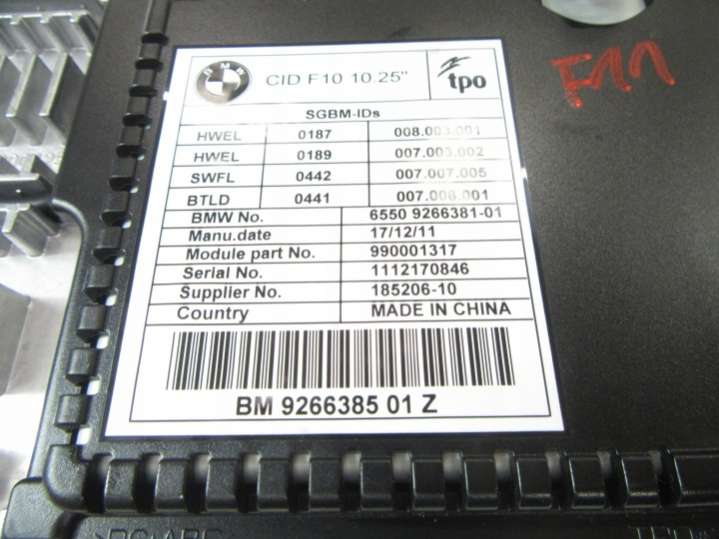 BMW CID F10 10.25" tpo
F11
SGBM-IDs
HWEL 0187 008.003.001
HWEL 0189 007.003.002
SWFL 0442 007.007.005
BTLD 0441 007.006.001
BMW No. 6550 9266381-01
Manu.date 17/12/11
Module part No. 990001317
Serial No. 1112170846
Supplier No. 185206-10
Country MADE IN CHINA
BM 9266385 01 Z